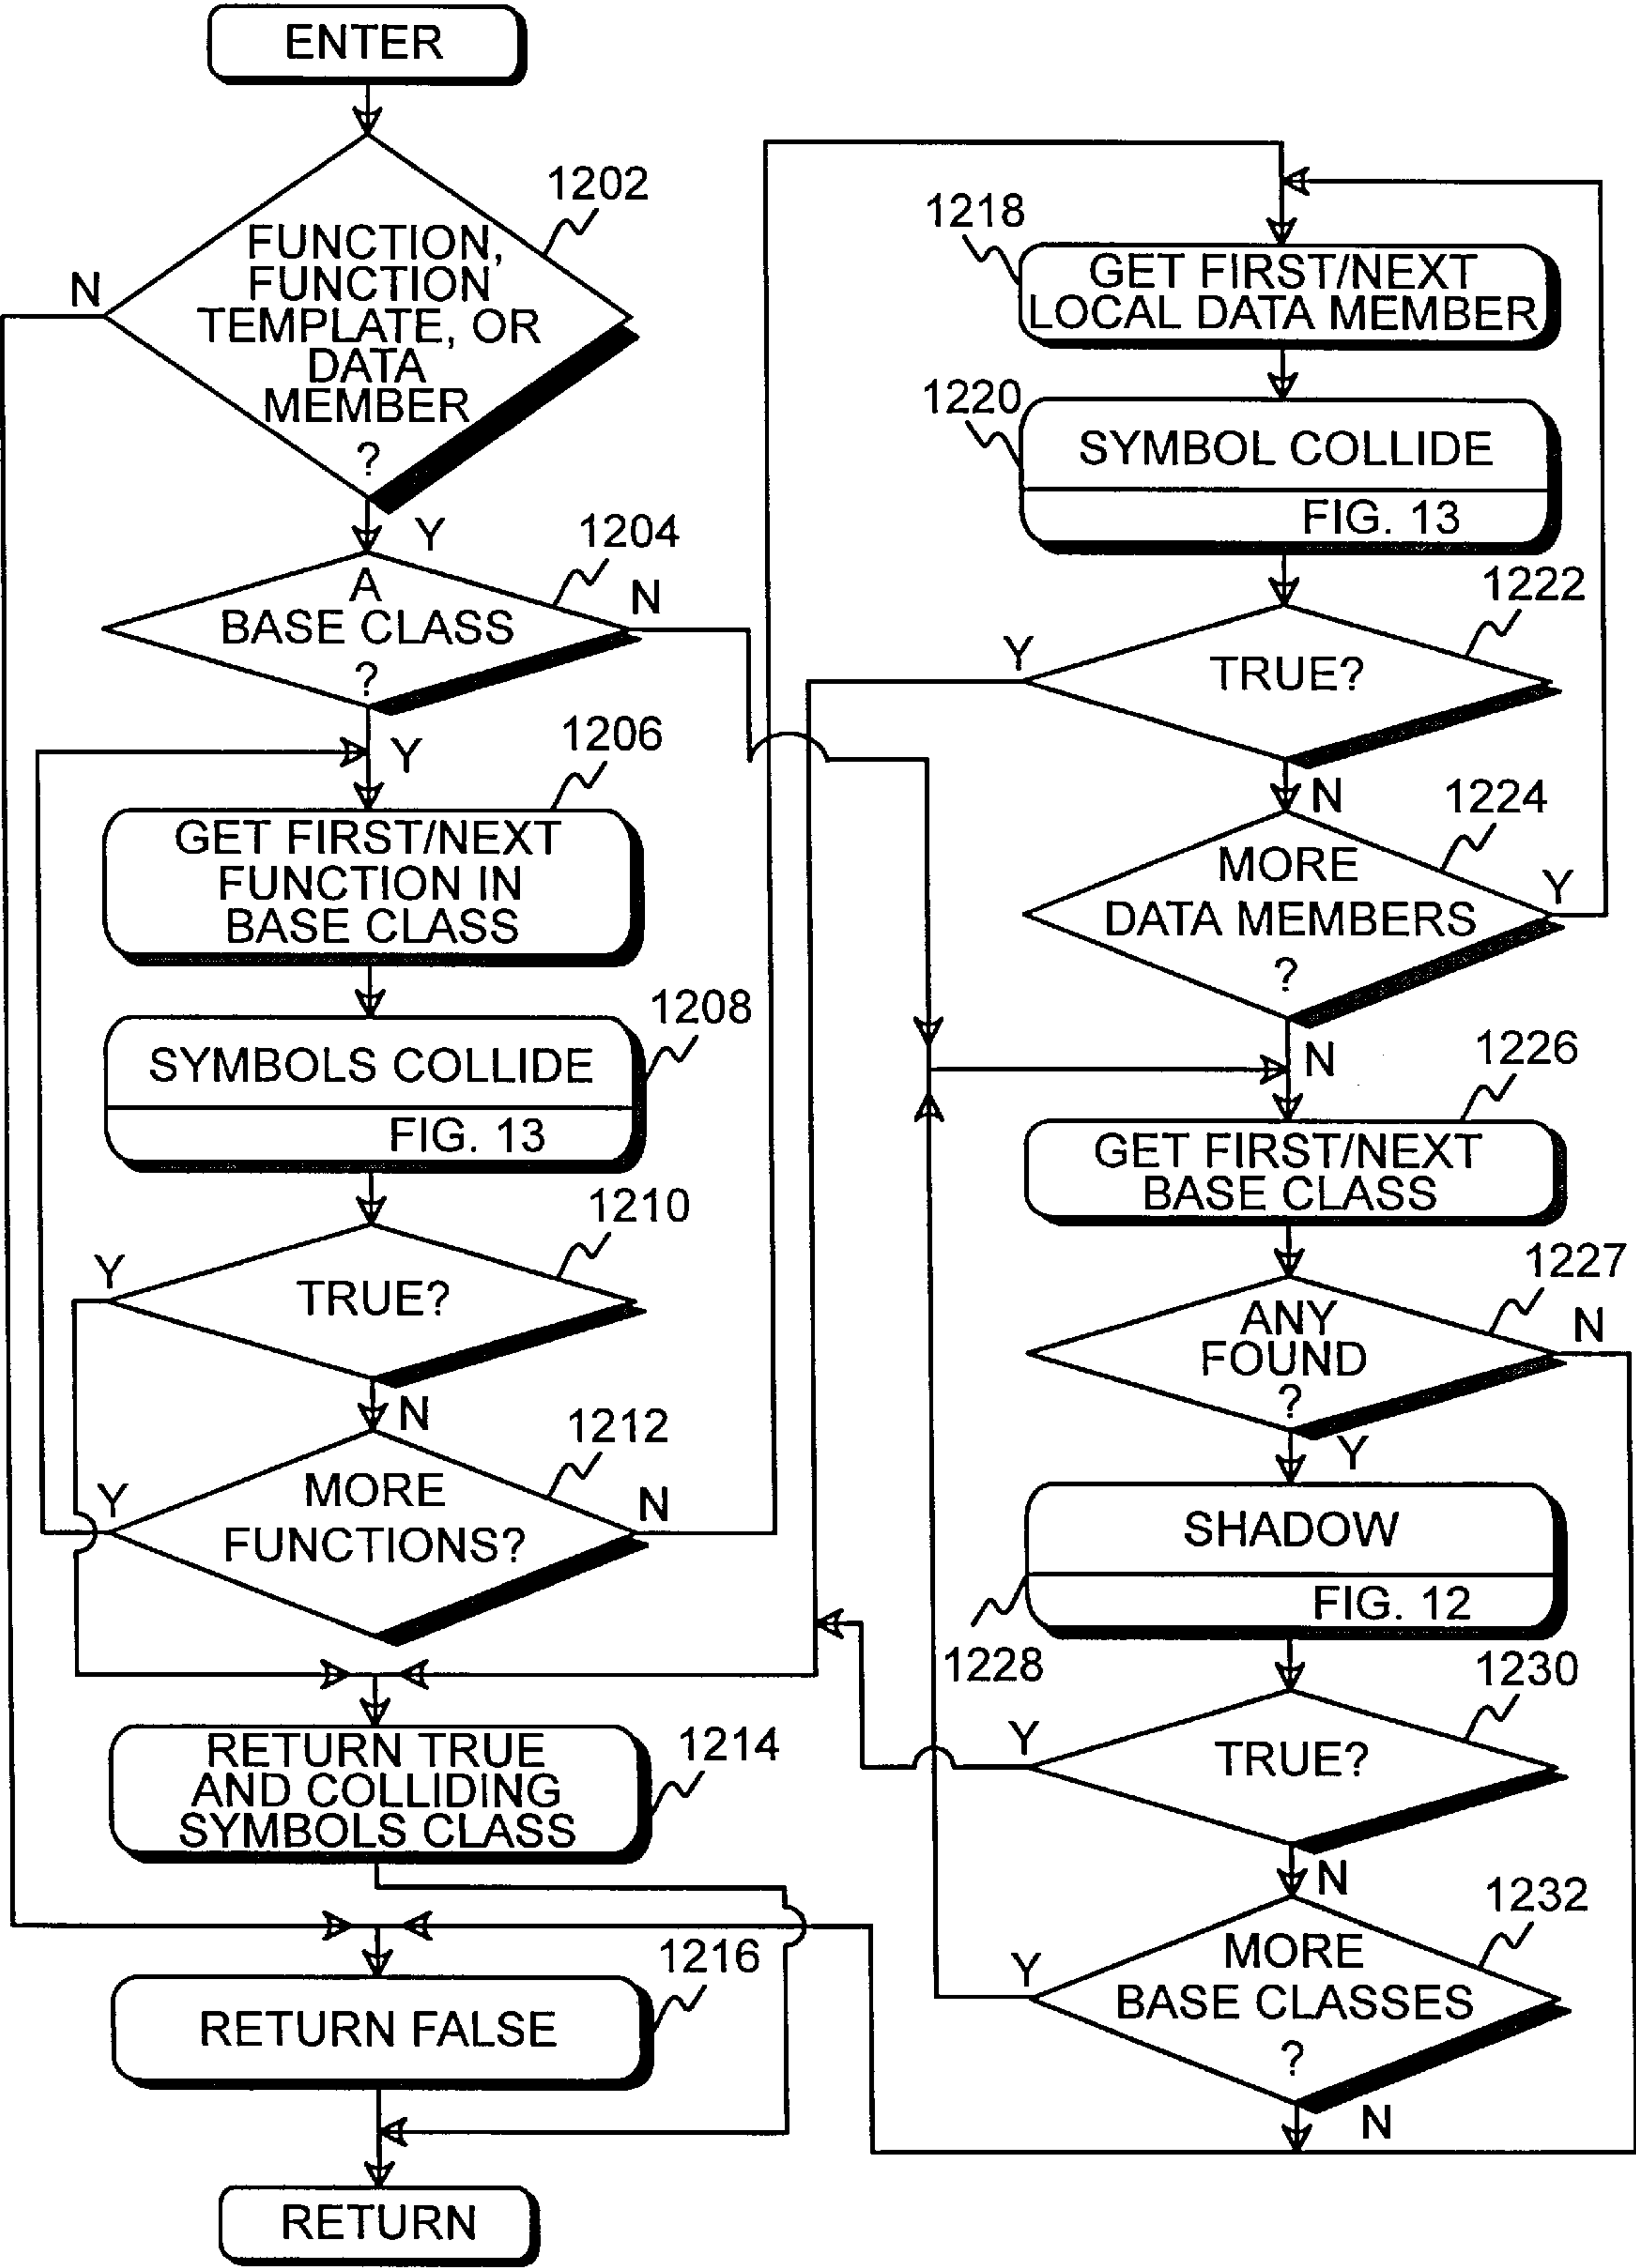 ENTER
1202
FUNCTION,
FUNCTION
TEMPLATE, OR
DATA
MEMBER
?
N
Y
1204
A
BASE CLASS
?
N
Y
1206
GET FIRST/NEXT
FUNCTION IN
BASE CLASS
1208
SYMBOLS COLLIDE
FIG. 13
1210
Y
TRUE?
N
1212
Y
MORE
FUNCTIONS?
N
RETURN TRUE
AND COLLIDING
SYMBOLS CLASS
1214
1216
RETURN FALSE
RETURN
1218
GET FIRST/NEXT
LOCAL DATA MEMBER
1220
SYMBOL COLLIDE
FIG. 13
1222
Y
TRUE?
N
1224
MORE
DATA MEMBERS
?
Y
N
1226
GET FIRST/NEXT
BASE CLASS
1227
ANY
FOUND
?
N
Y
SHADOW
FIG. 12
1228
1230
Y
TRUE?
N
1232
Y
MORE
BASE CLASSES
?
N